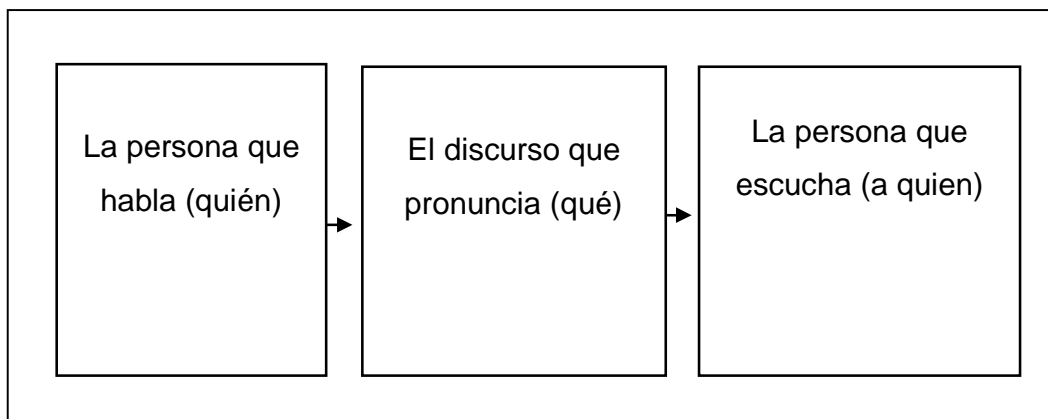 La persona que
habla (quién)
El discurso que
pronuncia (qué)
La persona que
escucha (a quien)